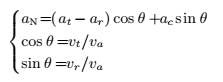 a_N=(a_t − a_r) cos θ+a_c sin θ
cos θ=v_t/v_a
sin θ=v_r/v_a